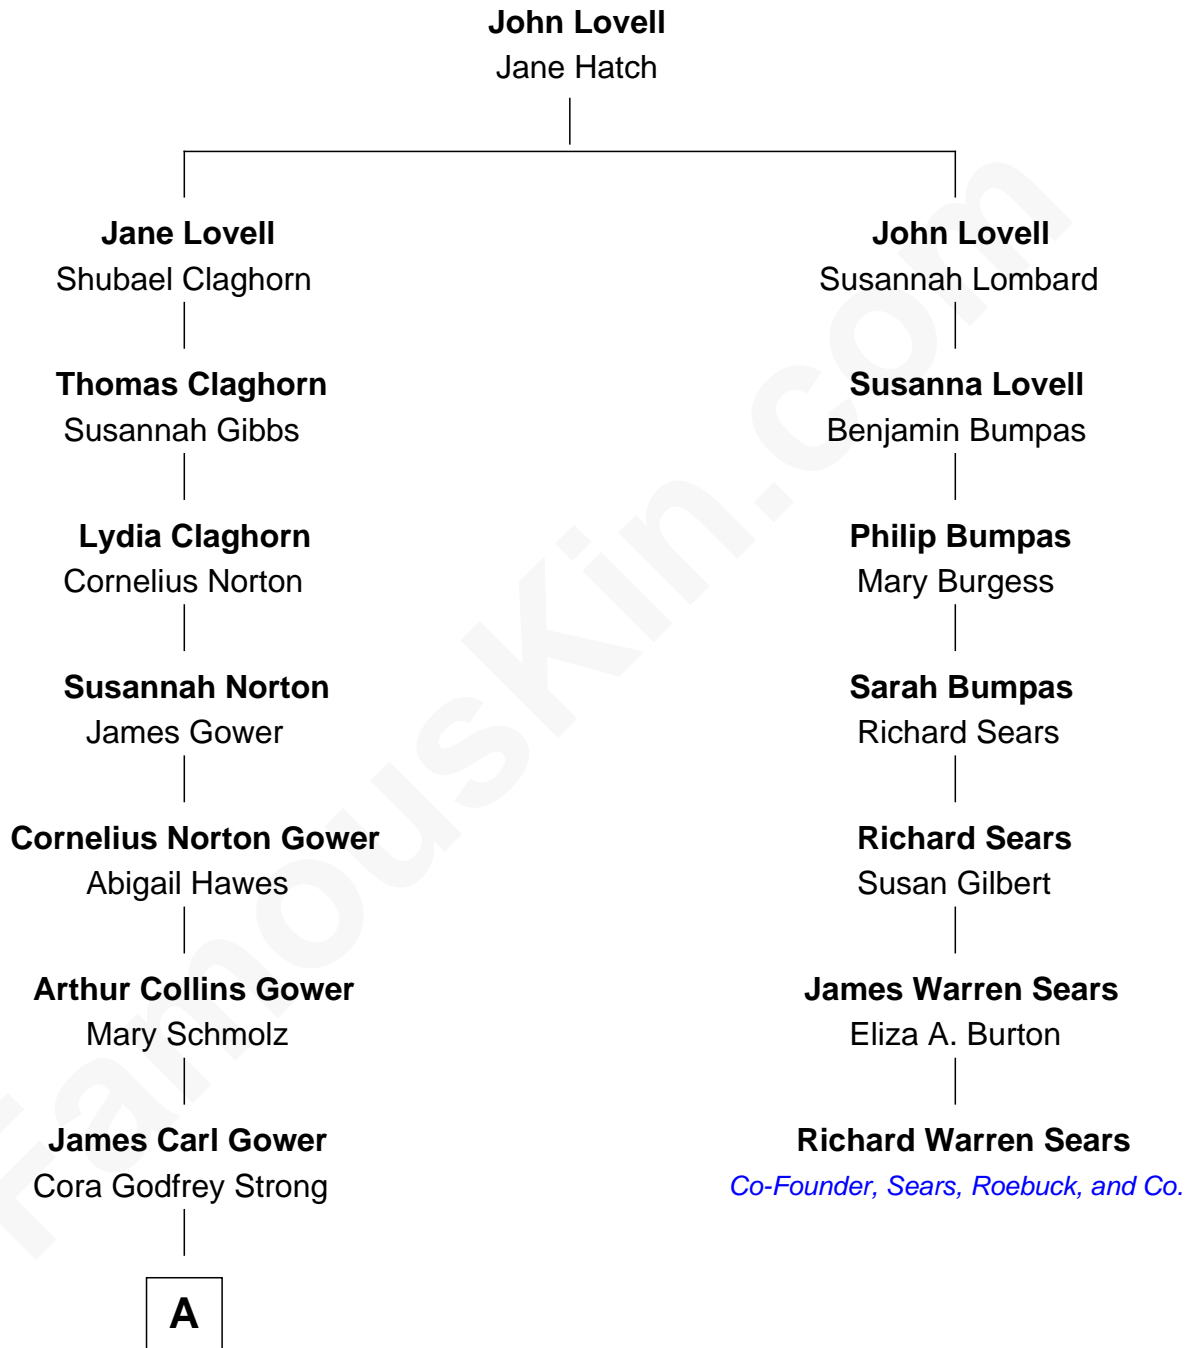 John Lovell
Jane Hatch
Jane Lovell
Shubael Claghorn
John Lovell
Susannah Lombard
Thomas Claghorn
Susannah Gibbs
Susanna Lovell
Benjamin Bumpas
Lydia Claghorn
Cornelius Norton
Philip Bumpas
Mary Burgess
Susannah Norton
James Gower
Sarah Bumpas
Richard Sears
Cornelius Norton Gower
Abigail Hawes
Richard Sears
Susan Gilbert
Arthur Collins Gower
Mary Schmolz
James Warren Sears
Eliza A. Burton
James Carl Gower
Cora Godfrey Strong
Richard Warren Sears
Co-Founder, Sears, Roebuck, and Co.
A
FamousKin.com